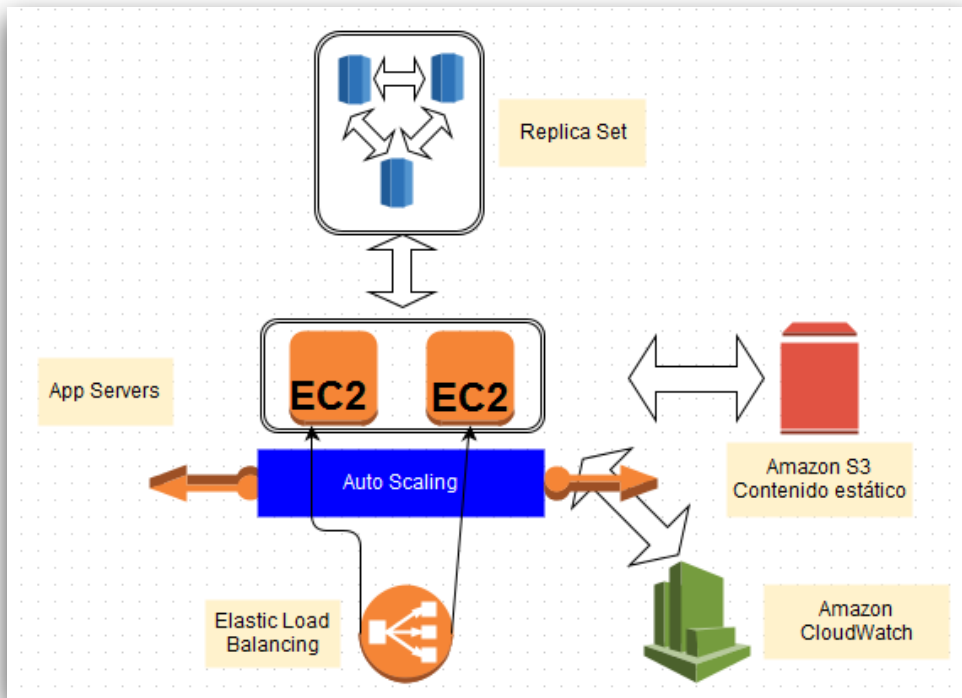 Replica Set
App Servers
EC2
EC2
Auto Scaling
Amazon S3
Contenido estático
Elastic Load
Balancing
Amazon
CloudWatch